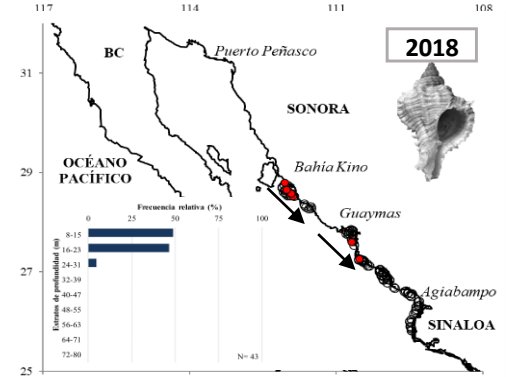 117 114 111 108
2018
BC
Puerto Peñasco
31
SONORA
OCÉANO
PACÍFICO
29
Bahía Kino
Frecuencia relativa (%)
0 25 50 75 100
Guaymas
Estratos de profundidad (m)
8-15
16-23
24-31
32-39
40-47
48-55
56-63
64-71
72-80
N= 43
27
Agiabampo
SINALOA
25